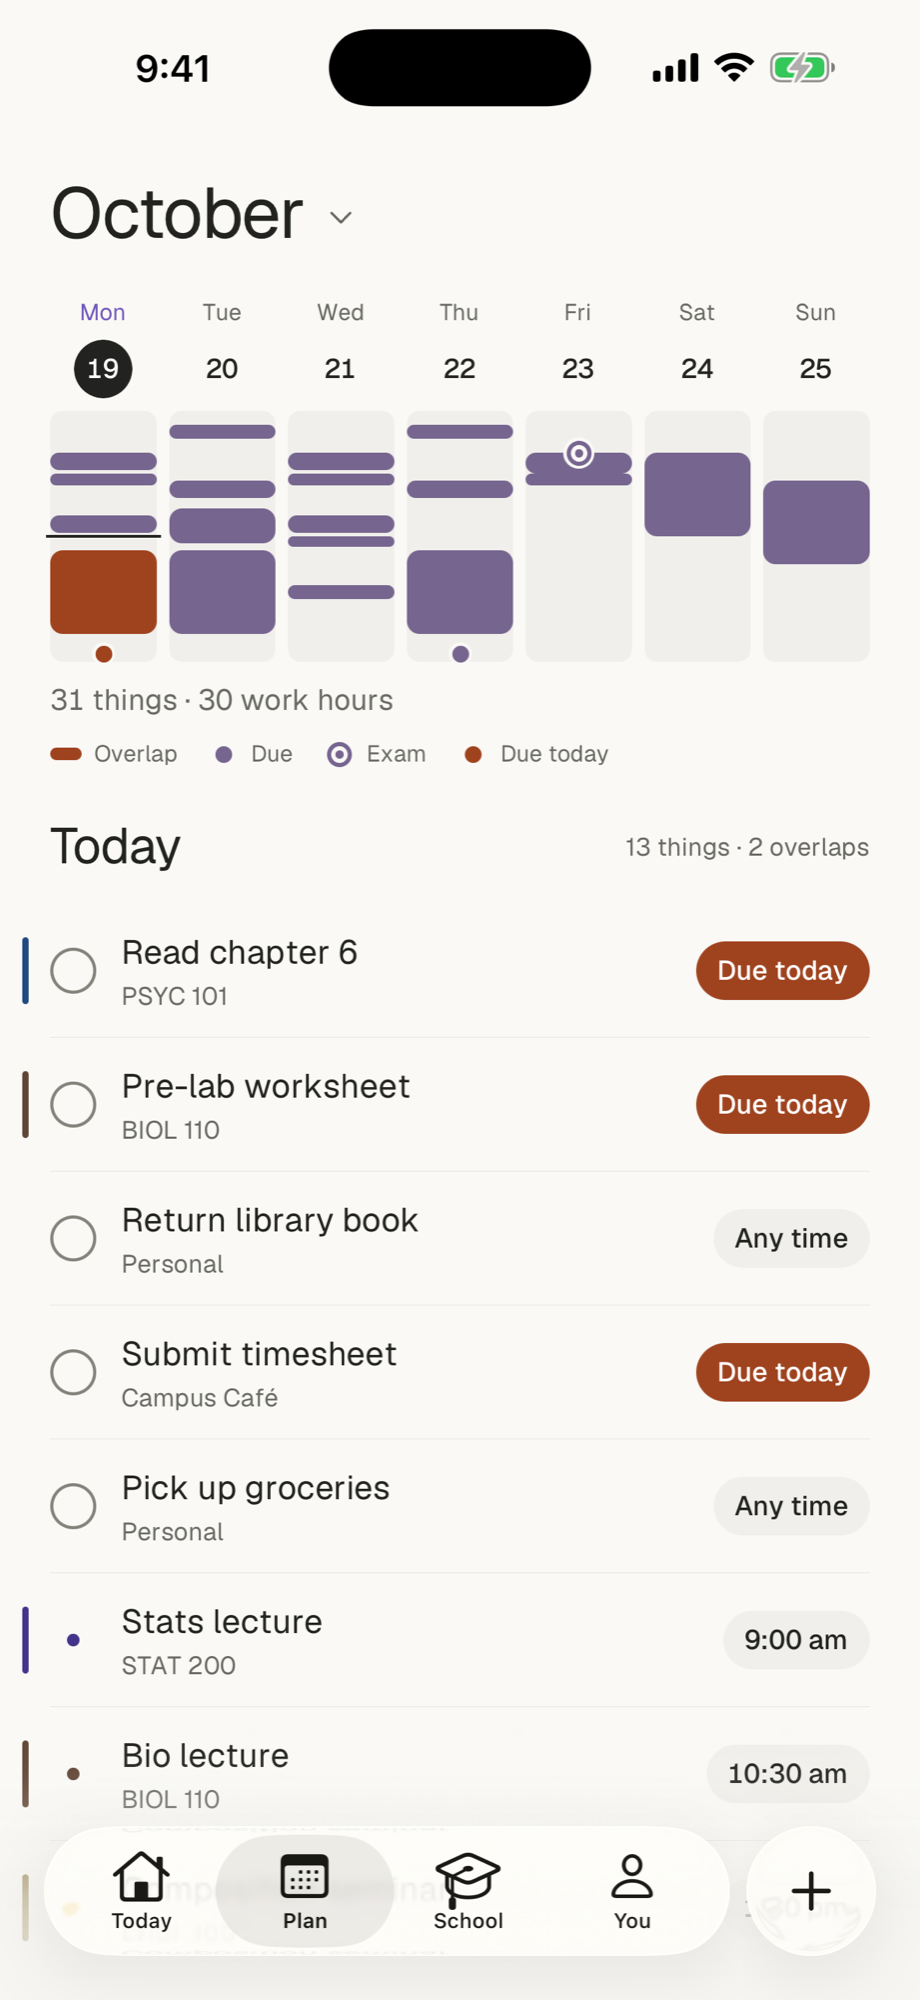 9:41
October
Mon Tue Wed Thu Fri Sat Sun
19 20 21 22 23 24 25
31 things · 30 work hours
Overlap Due Exam Due today
Today 13 things · 2 overlaps
Read chapter 6
PSYC 101
Due today
Pre-lab worksheet
BIOL 110
Due today
Return library book
Personal
Any time
Submit timesheet
Campus Café
Due today
Pick up groceries
Personal
Any time
Stats lecture
STAT 200
9:00 am
Bio lecture
BIOL 110
10:30 am
Today Plan School You